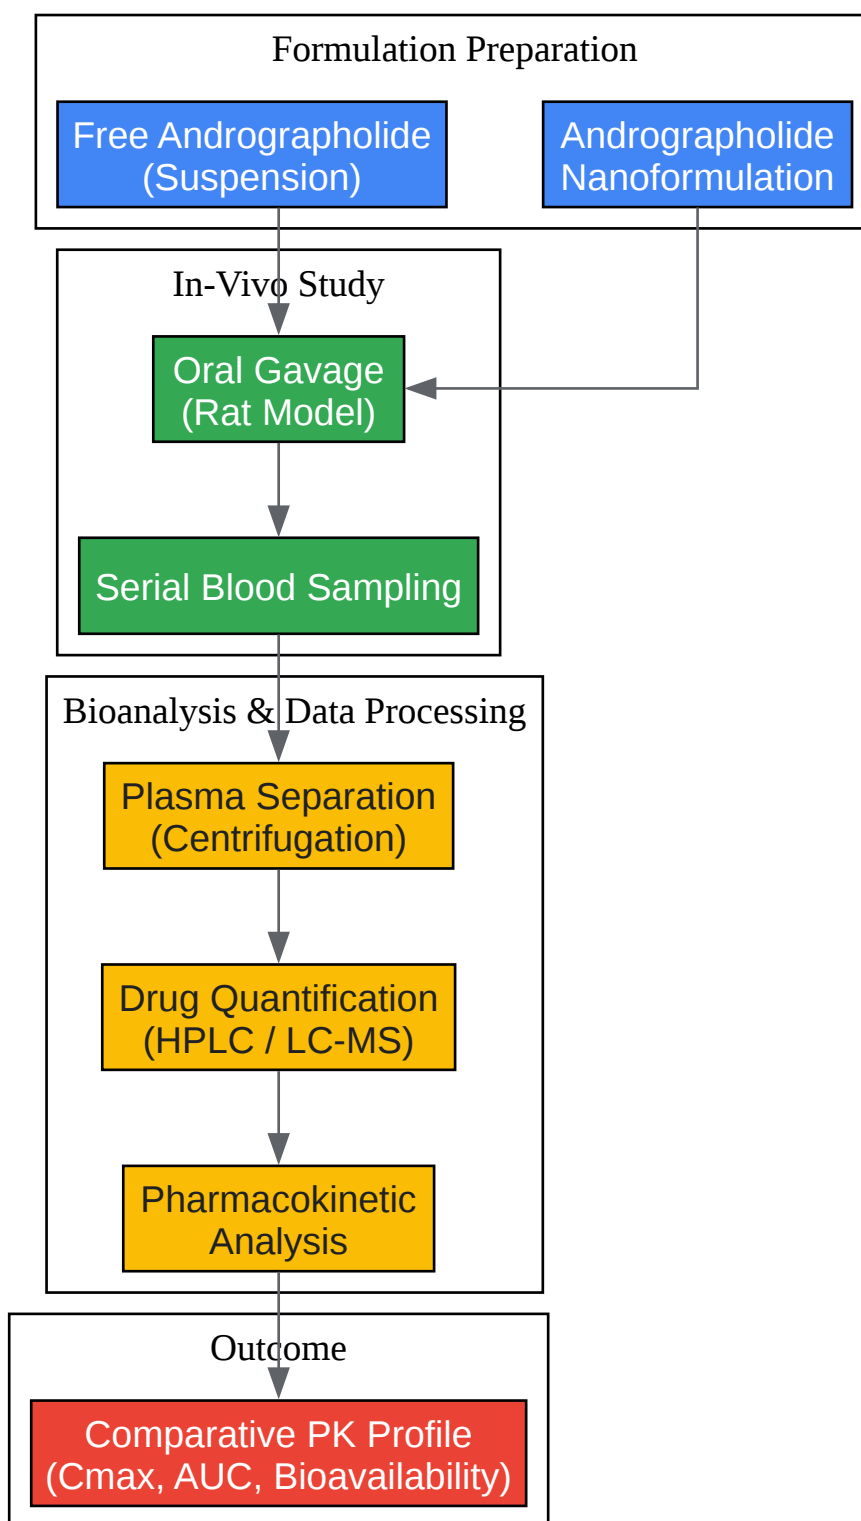 Formulation Preparation
Free Andrographolide
(Suspension)
Andrographolide
Nanoformulation
In-Vivo Study
Oral Gavage
(Rat Model)
Serial Blood Sampling
Bioanalysis & Data Processing
Plasma Separation
(Centrifugation)
Drug Quantification
(HPLC / LC-MS)
Pharmacokinetic
Analysis
Outcome
Comparative PK Profile
(Cmax, AUC, Bioavailability)